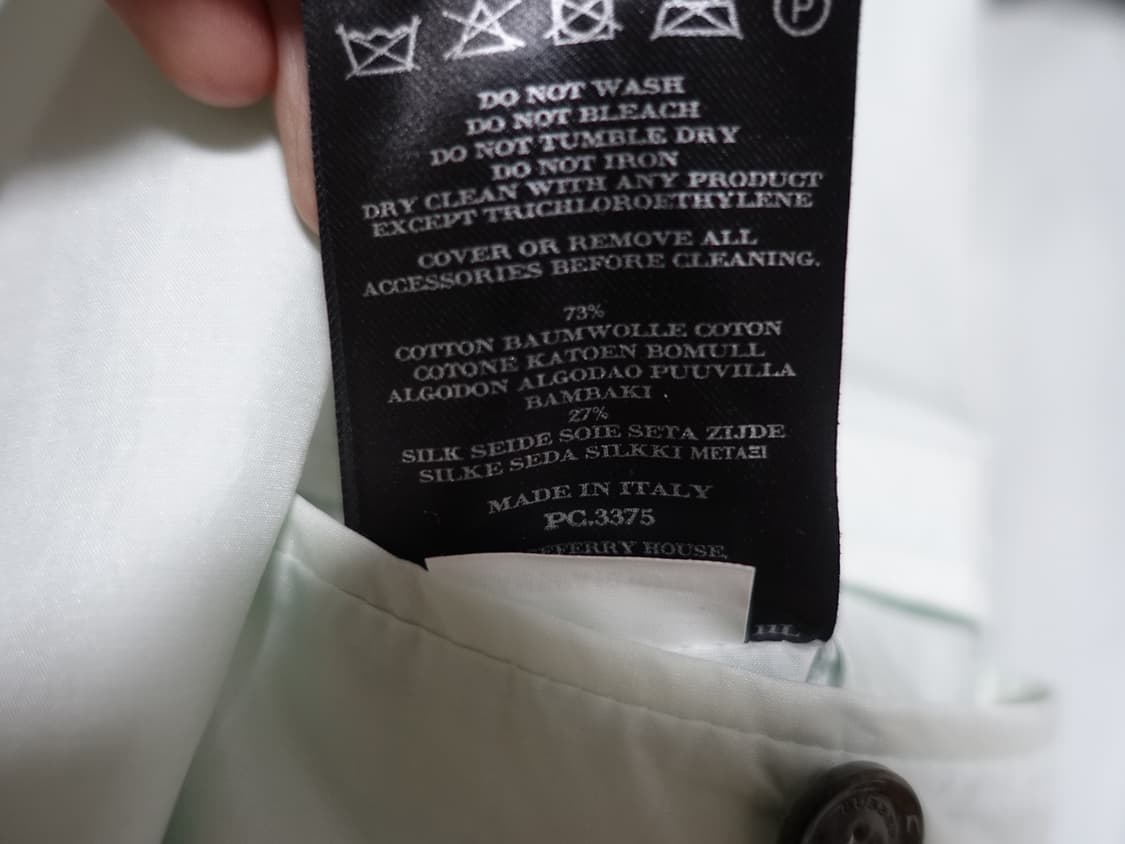 P
DO NOT WASH
DO NOT BLEACH
DO NOT TUMBLE DRY
DO NOT IRON
DRY CLEAN WITH ANY PRODUCT
EXCEPT TRICHLOROETHYLENE
COVER OR REMOVE ALL
ACCESSORIES BEFORE CLEANING.
73%
COTTON BAUMWOLLE COTON
COTONE KATOEN BOMULL
ALGODON ALGODAO PUUVILLA
BAMBAKI
27%
SILK SEIDE SOIE SETA ZIJDE
SILKE SEDA SILKKI ΜΕΤΑΞΙ
MADE IN ITALY
PC.3375
HOUSE,